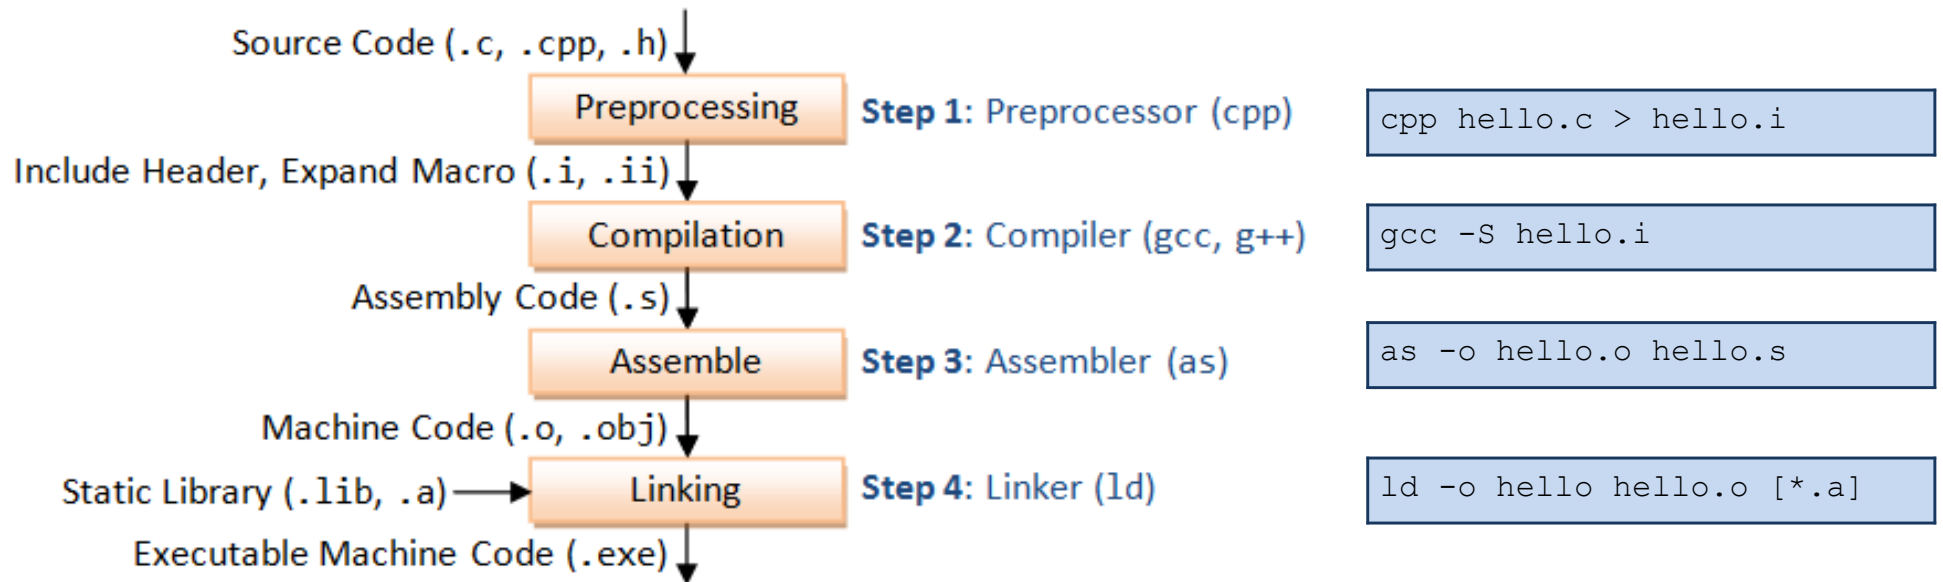 Source Code (.c, .cpp, .h)
Preprocessing
Step 1: Preprocessor (cpp)
cpp hello.c > hello.i
Include Header, Expand Macro (.i, .ii)
Compilation
Step 2: Compiler (gcc, g++)
gcc -S hello.i
Assembly Code (.s)
Assemble
Step 3: Assembler (as)
as -o hello.o hello.s
Machine Code (.o, .obj)
Static Library (.lib, .a)
Linking
Step 4: Linker (ld)
ld -o hello hello.o [*.a]
Executable Machine Code (.exe)